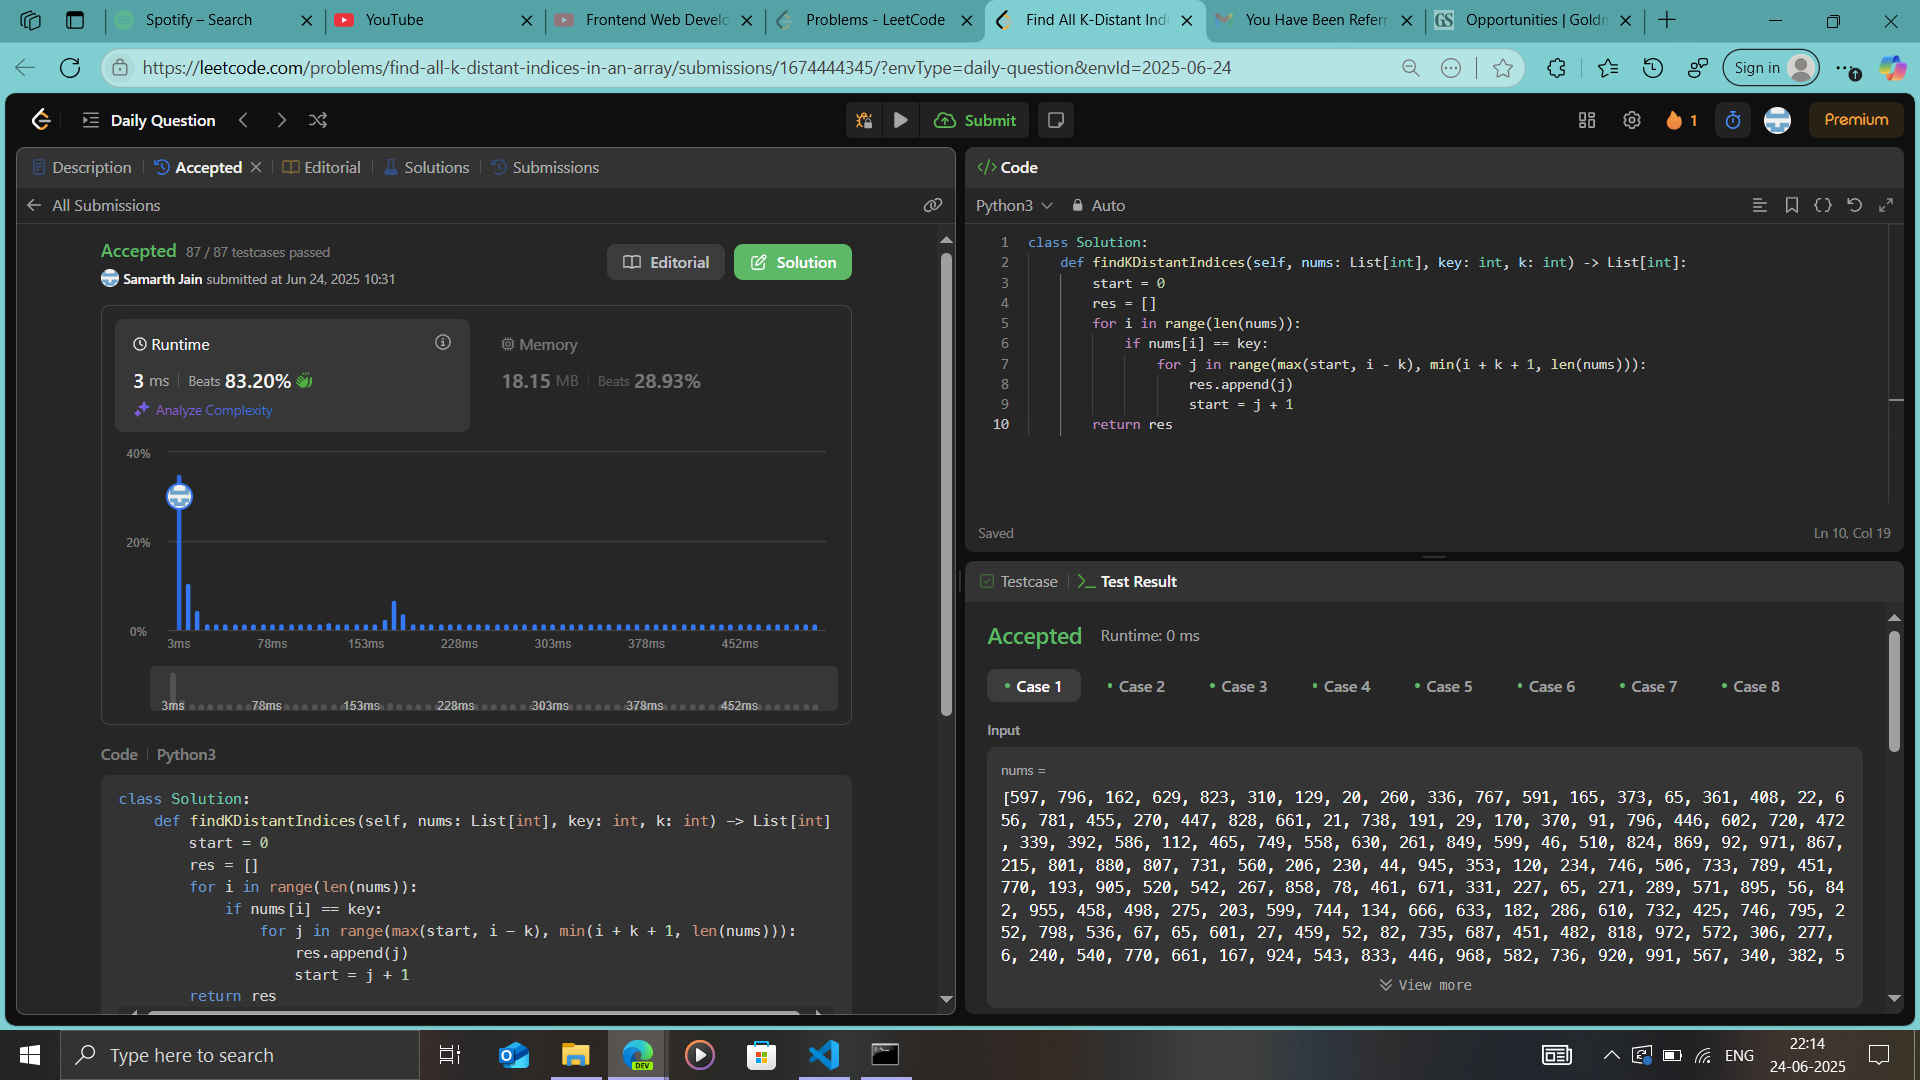 Spotify – Search
YouTube
Frontend Web Develo
Problems - LeetCode
Find All K-Distant Indi
You Have Been Referr
Opportunities | Goldm
https://leetcode.com/problems/find-all-k-distant-indices-in-an-array/submissions/1674444345/?envType=daily-question&envId=2025-06-24
Sign in
Daily Question
Submit
1
Premium
Description
Accepted
Editorial
Solutions
Submissions
All Submissions
Accepted 87 / 87 testcases passed
Samarth Jain submitted at Jun 24, 2025 10:31
Editorial
Solution
Runtime
3 ms Beats 83.20%
Analyze Complexity
Memory
18.15 MB Beats 28.93%
40%
20%
0%
3ms 78ms 153ms 228ms 303ms 378ms 452ms
3ms 78ms 153ms 228ms 303ms 378ms 452ms
Code Python3
class Solution:
def findKDistantIndices(self, nums: List[int], key: int, k: int) -> List[int]
start = 0
res = []
for i in range(len(nums)):
if nums[i] == key:
for j in range(max(start, i - k), min(i + k + 1, len(nums))):
res.append(j)
start = j + 1
return res
</> Code
Python3 Auto
1 class Solution:
2 def findKDistantIndices(self, nums: List[int], key: int, k: int) -> List[int]:
3 start = 0
4 res = []
5 for i in range(len(nums)):
6 if nums[i] == key:
7 for j in range(max(start, i - k), min(i + k + 1, len(nums))):
8 res.append(j)
9 start = j + 1
10 return res
Saved
Ln 10, Col 19
Testcase
Test Result
Accepted Runtime: 0 ms
Case 1 Case 2 Case 3 Case 4 Case 5 Case 6 Case 7 Case 8
Input
nums =
[597, 796, 162, 629, 823, 310, 129, 20, 260, 336, 767, 591, 165, 373, 65, 361, 408, 22, 6
56, 781, 455, 270, 447, 828, 661, 21, 738, 191, 29, 170, 370, 91, 796, 446, 602, 720, 472
, 339, 392, 586, 112, 465, 749, 558, 630, 261, 849, 599, 46, 510, 824, 869, 92, 971, 867,
215, 801, 880, 807, 731, 560, 206, 230, 44, 945, 353, 120, 234, 746, 506, 733, 789, 451,
770, 193, 905, 520, 542, 267, 858, 78, 461, 671, 331, 227, 65, 271, 289, 571, 895, 56, 84
2, 955, 458, 498, 275, 203, 599, 744, 134, 666, 633, 182, 286, 610, 732, 425, 746, 795, 2
52, 798, 536, 67, 65, 601, 27, 459, 52, 82, 735, 687, 451, 482, 818, 972, 572, 306, 277,
6, 240, 540, 770, 661, 167, 924, 543, 833, 446, 968, 582, 736, 920, 991, 567, 340, 382, 5
View more
Type here to search
DEV
ENG
22:14
24-06-2025